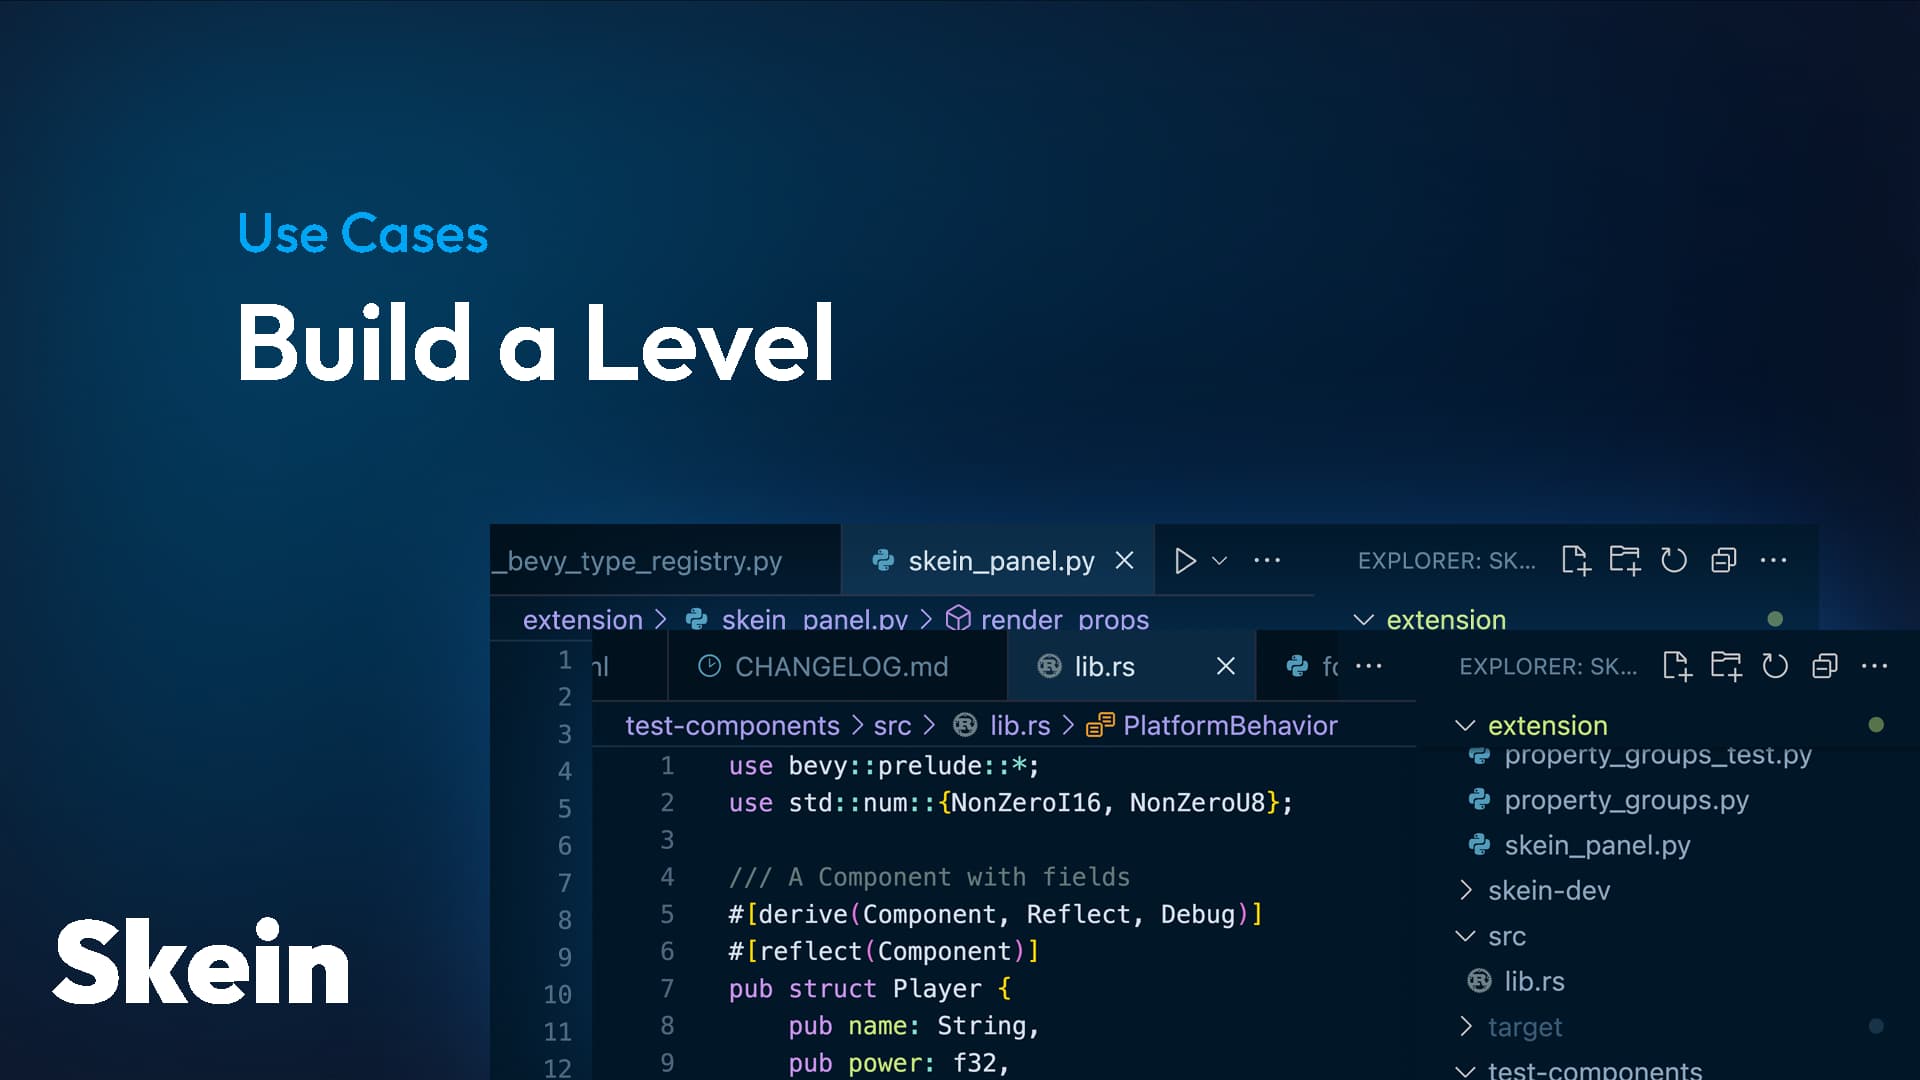 Use Cases
Build a Level
_bevy_type_registry.py
skein_panel.py
EXPLORER: SK...
extension
skein_panel.py
render_props
extension
1
2
3
4
5
6
7
8
9
10
11
12
CHANGELOG.md
lib.rs
EXPLORER: SK...
test-components
src
lib.rs
PlatformBehavior
1 use bevy::prelude::*;
2 use std::num::{NonZeroI16, NonZeroU8};
3
4 /// A Component with fields
5 #[derive(Component, Reflect, Debug)]
6 #[reflect(Component)]
7 pub struct Player {
8 pub name: String,
9 pub power: f32,
extension
property_groups_test.py
property_groups.py
skein_panel.py
skein-dev
src
lib.rs
target
test-components
Skein